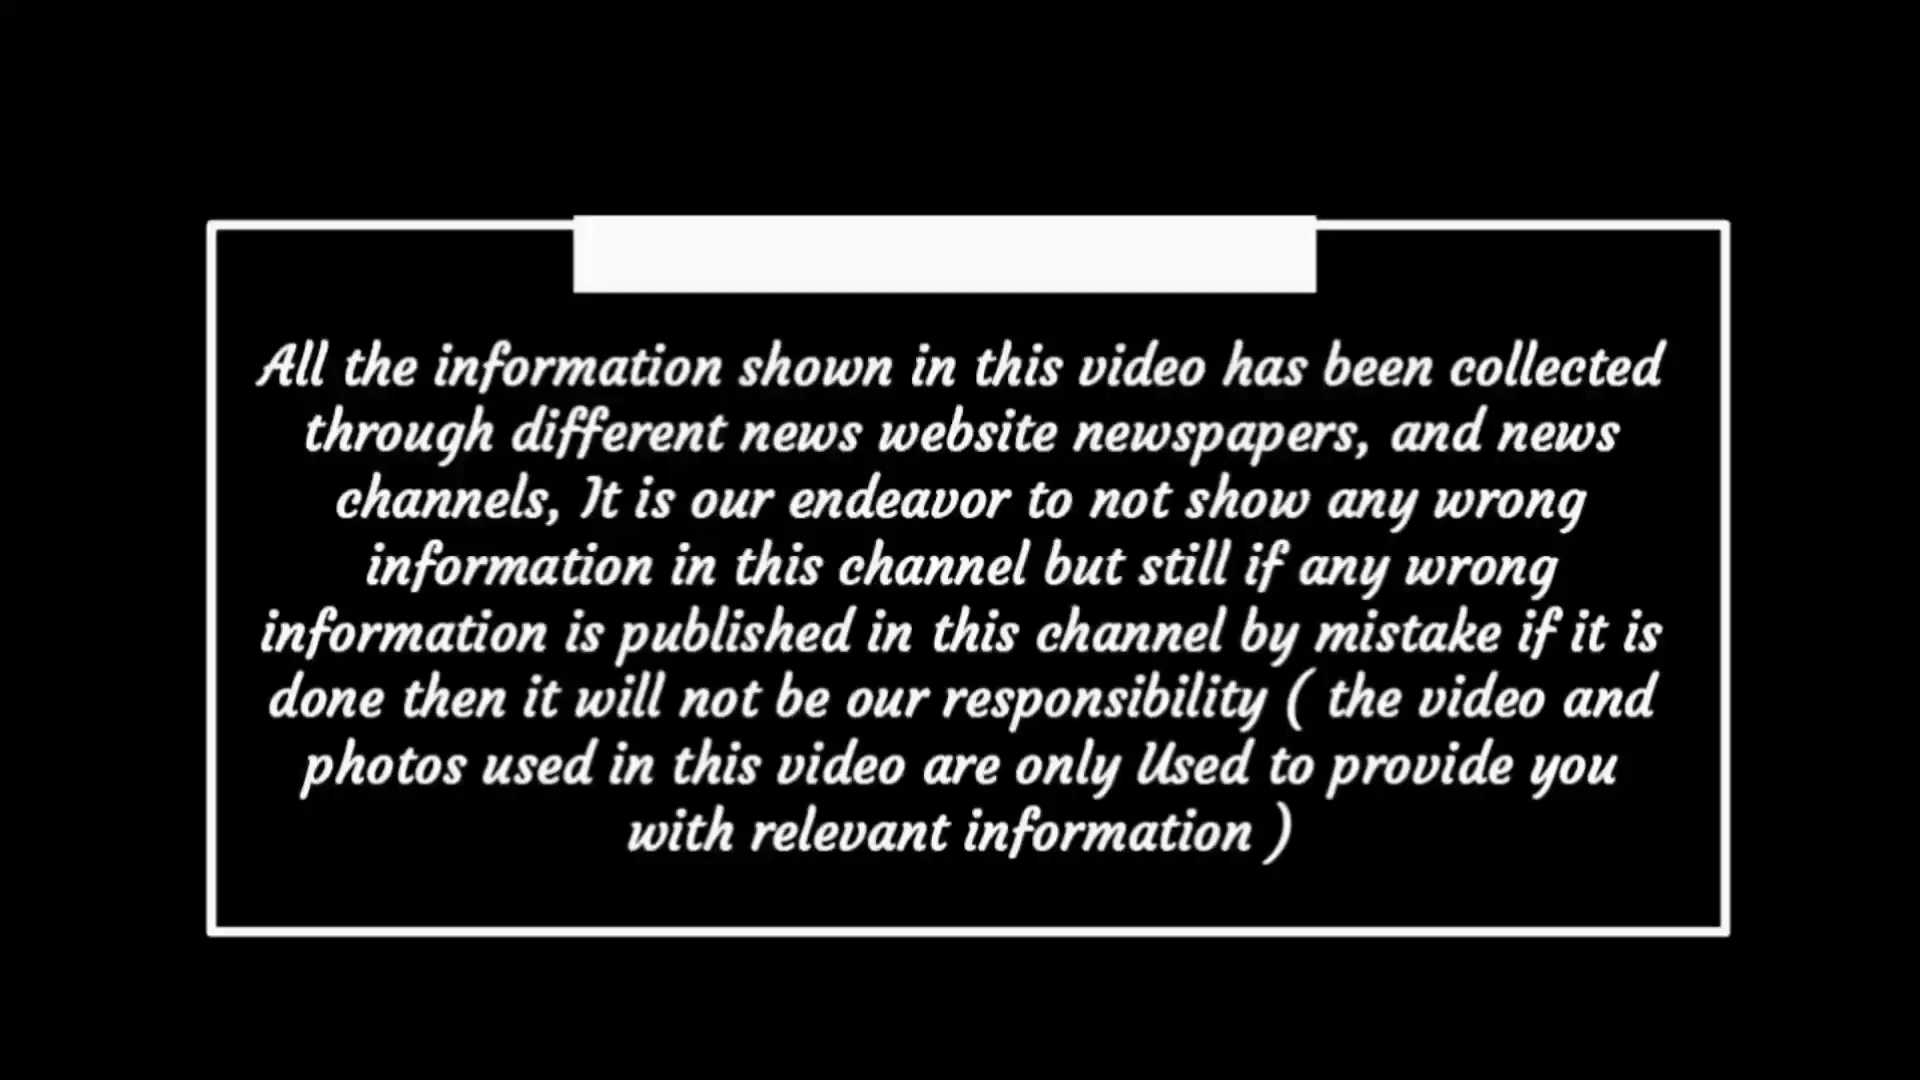 All the information shown in this video has been collected
through different news website newspapers, and news
channels, It is our endeavor to not show any wrong
information in this channel but still if any wrong
information is published in this channel by mistake if it is
done then it will not be our responsibility ( the video and
photos used in this video are only Used to provide you
with relevant information )